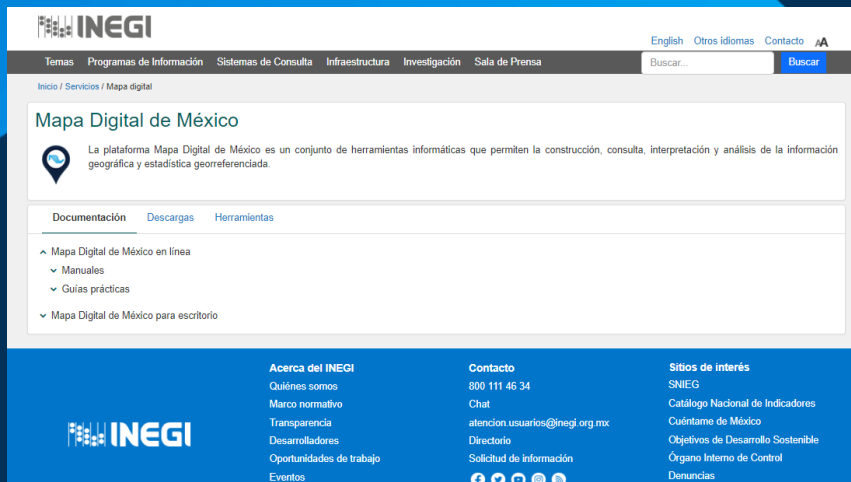 INEGI
English Otros idiomas Contacto AA
Temas Programas de Información Sistemas de Consulta Infraestructura Investigación Sala de Prensa Buscar... Buscar
Inicio / Servicios / Mapa digital
Mapa Digital de México
La plataforma Mapa Digital de México es un conjunto de herramientas informáticas que permiten la construcción, consulta, interpretación y análisis de la información
geográfica y estadística georreferenciada.
Documentación Descargas Herramientas
Mapa Digital de México en línea
Manuales
Guías prácticas
Mapa Digital de México para escritorio
INEGI
Acerca del INEGI
Quiénes somos
Marco normativo
Transparencia
Desarrolladores
Oportunidades de trabajo
Eventos
Contacto
800 111 46 34
Chat
atencion.usuarios@inegi.org.mx
Directorio
Solicitud de información
Sitios de interés
SNIEG
Catálogo Nacional de Indicadores
Cuéntame de México
Objetivos de Desarrollo Sostenible
Órgano Interno de Control
Denuncias